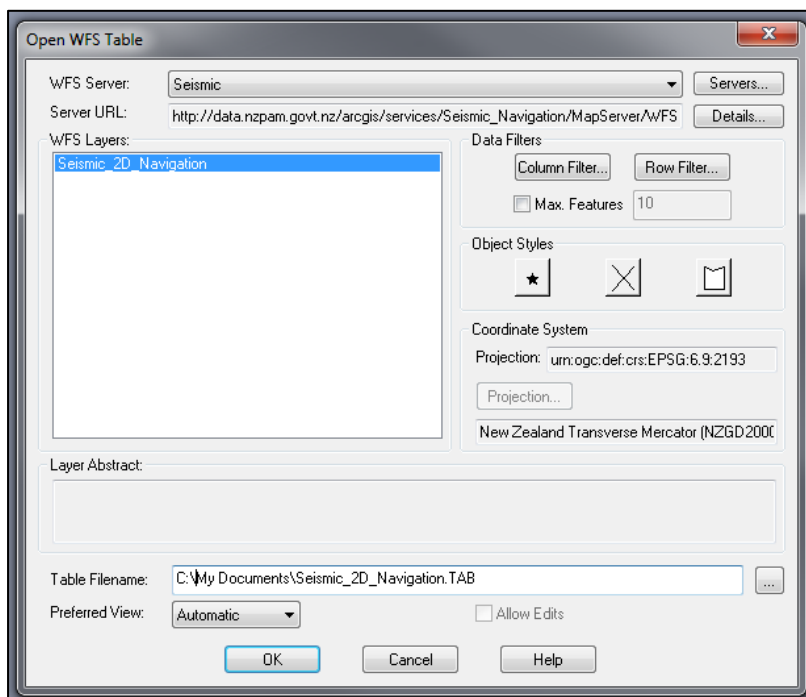 Open WFS Table
WFS Server: Seismic Servers...
Server URL: http://data.nzpam.govt.nz/arcgis/services/Seismic_Navigation/MapServer/WFS Details...
WFS Layers:
Seismic_2D_Navigation
Data Filters
Column Filter... Row Filter...
Max. Features 10
Object Styles
Coordinate System
Projection: urn:ogc:def:crs:EPSG:6.9:2193
Projection...
New Zealand Transverse Mercator (NZGD2000
Layer Abstract:
Table Filename: C:\My Documents\Seismic_2D_Navigation.TAB ...
Preferred View: Automatic Allow Edits
OK Cancel Help